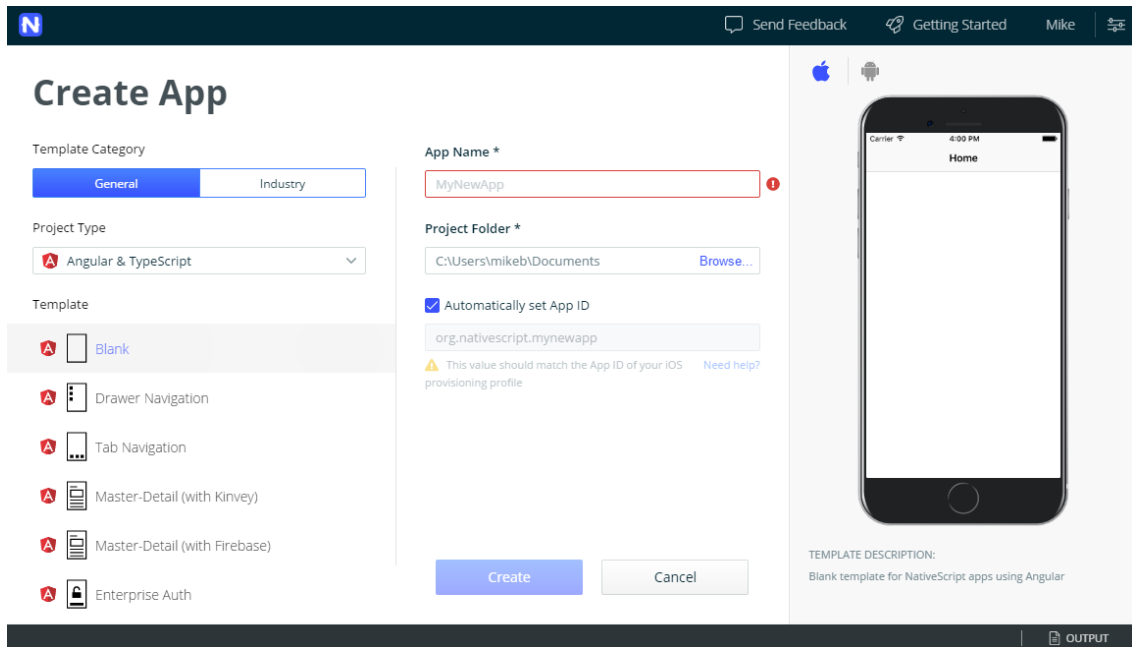 N
Send Feedback
Getting Started
Mike
Create App
Template Category
General
Industry
Project Type
Angular & TypeScript
Template
Blank
Drawer Navigation
Tab Navigation
Master-Detail (with Kinvey)
Master-Detail (with Firebase)
Enterprise Auth
App Name *
MyNewApp
Project Folder *
C:\Users\mikeb\Documents
Browse...
Automatically set App ID
org.nativescript.mynewapp
This value should match the App ID of your iOS
provisioning profile
Need help?
Create
Cancel
Carrier
4:00 PM
Home
TEMPLATE DESCRIPTION:
Blank template for NativeScript apps using Angular
OUTPUT